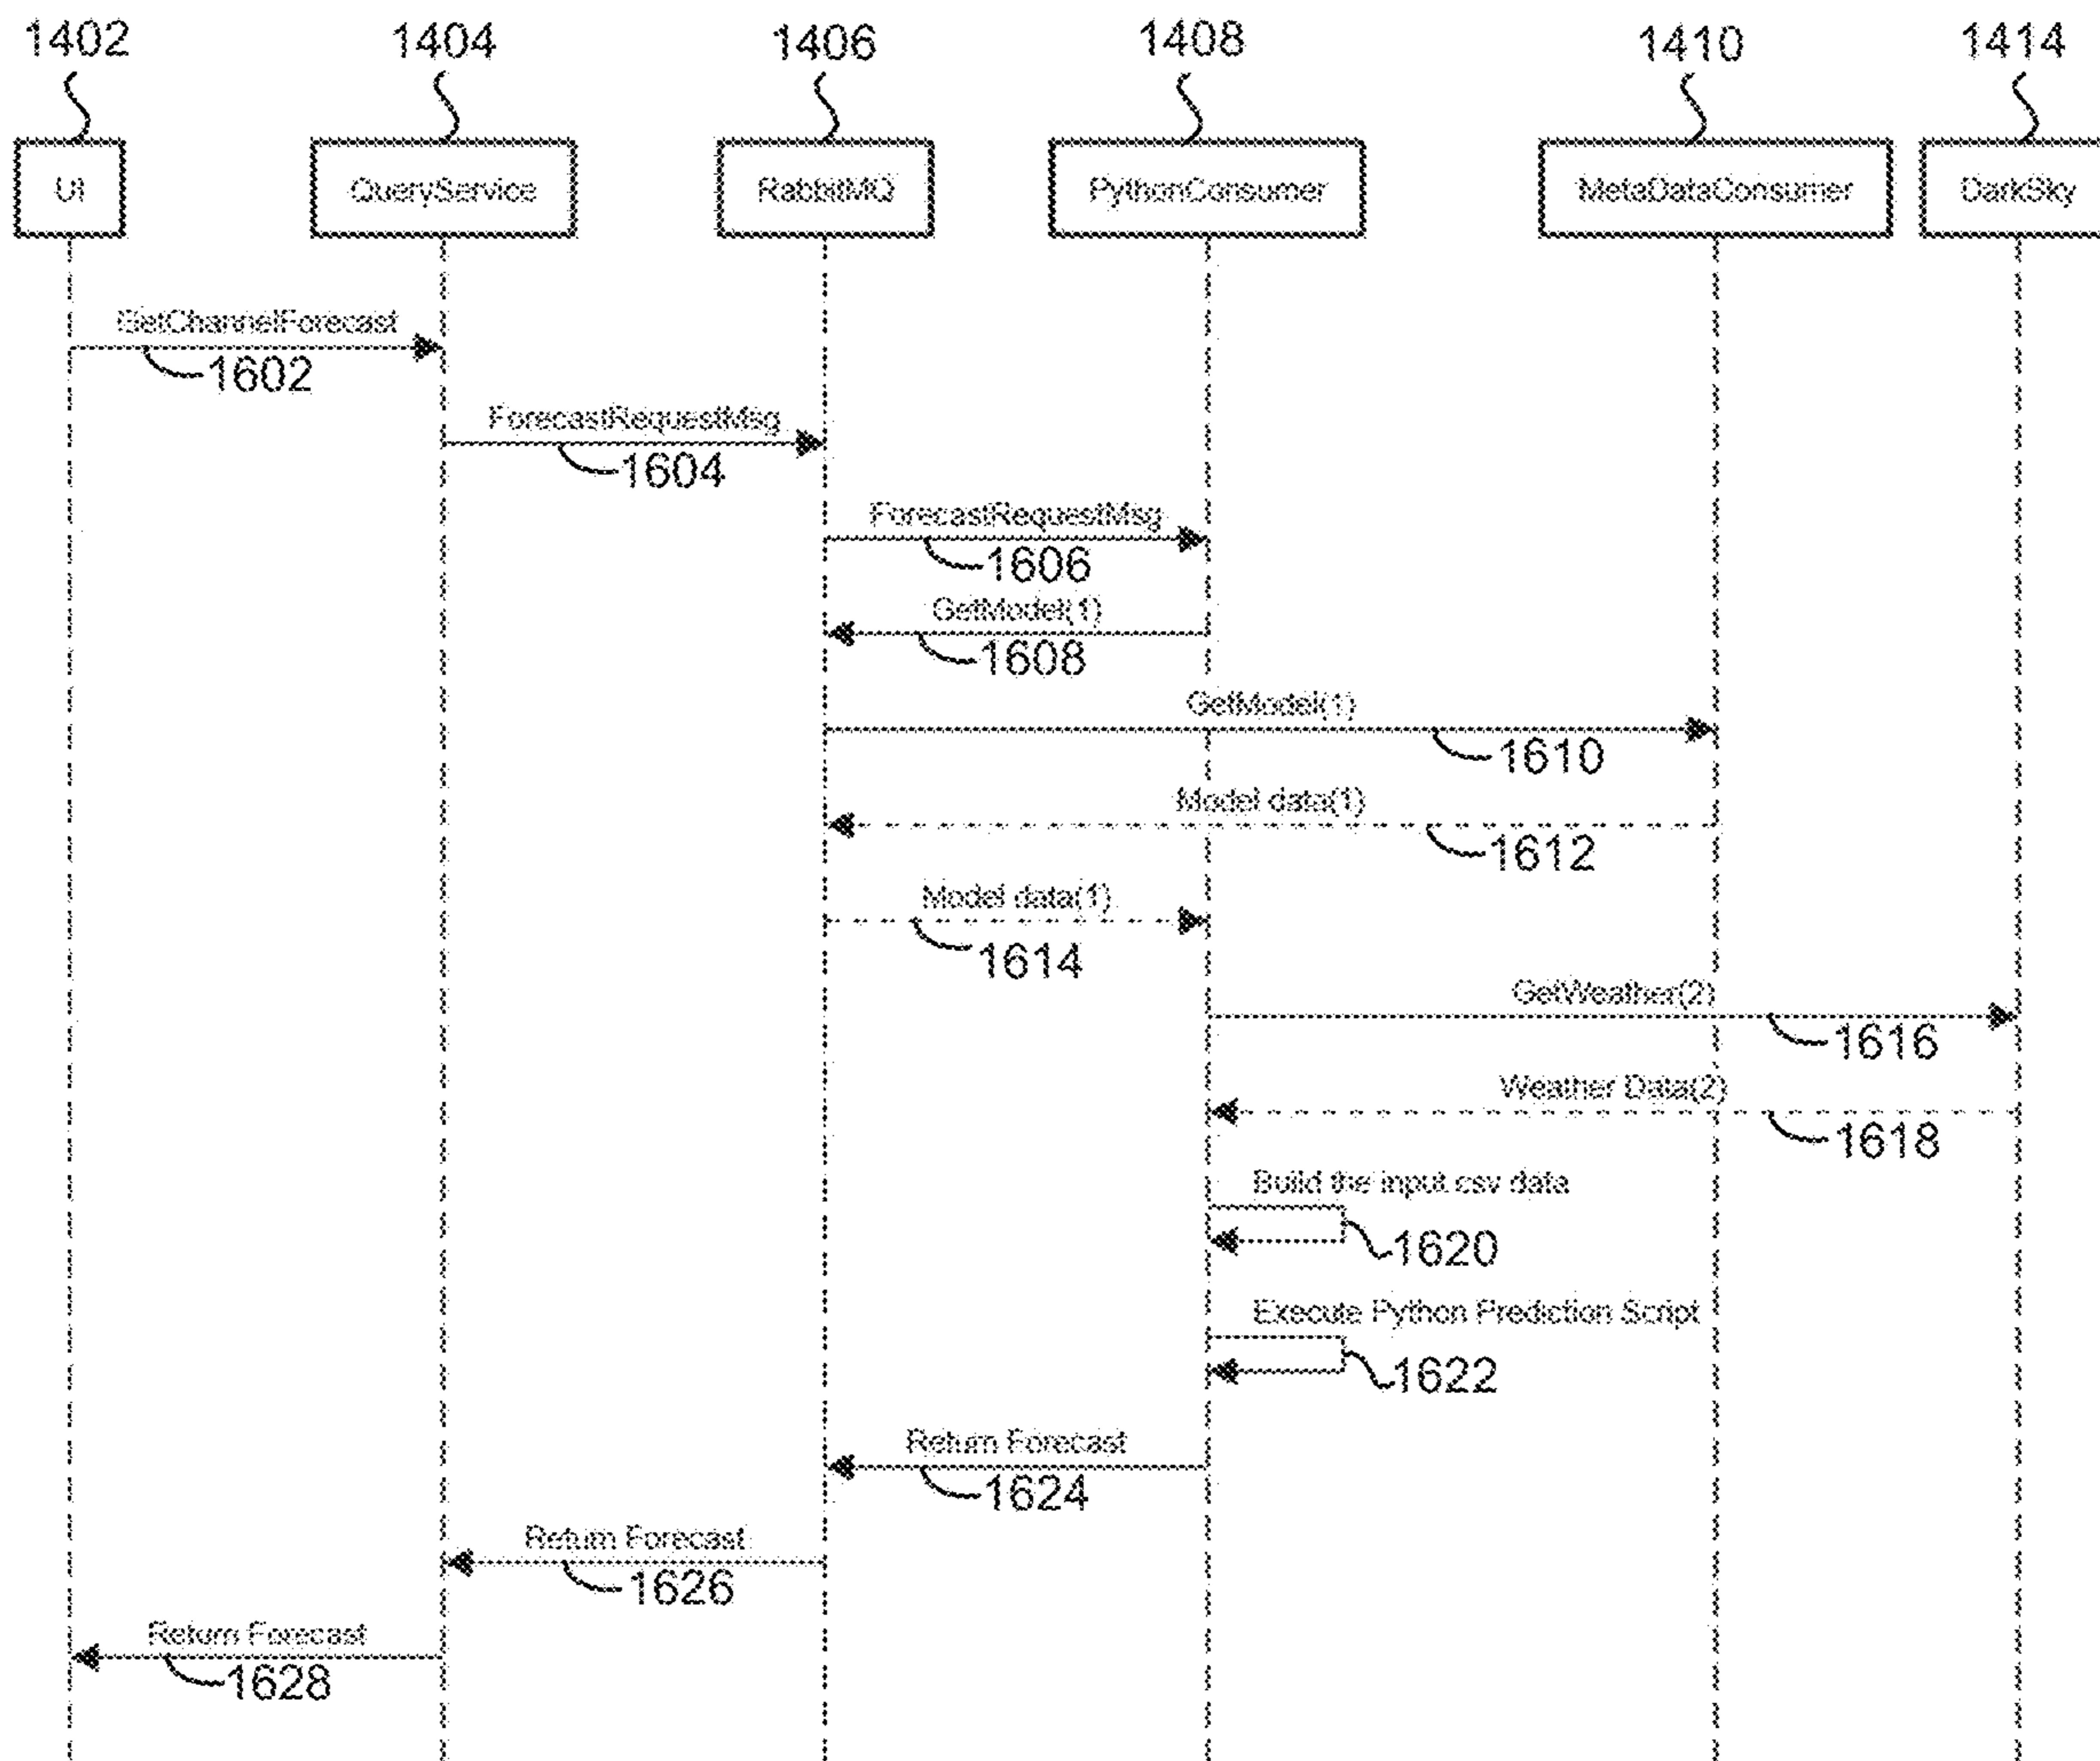 1402 1404 1406 1408 1410 1414
UI QueryService RabbitMQ PythonConsumer MetaDataConsumer DarkSky
GetChannelForecast
1602
ForecastRequestMsg
1604
ForecastRequestMsg
1606
GetModel(1)
1608
GetModel(1)
1610
Model data(1)
1612
Model data(1)
1614
GetWeather(2)
1616
Weather Data(2)
1618
Build the input csv data
1620
Execute Python Prediction Script
1622
Return Forecast
1624
Return Forecast
1626
Return Forecast
1628